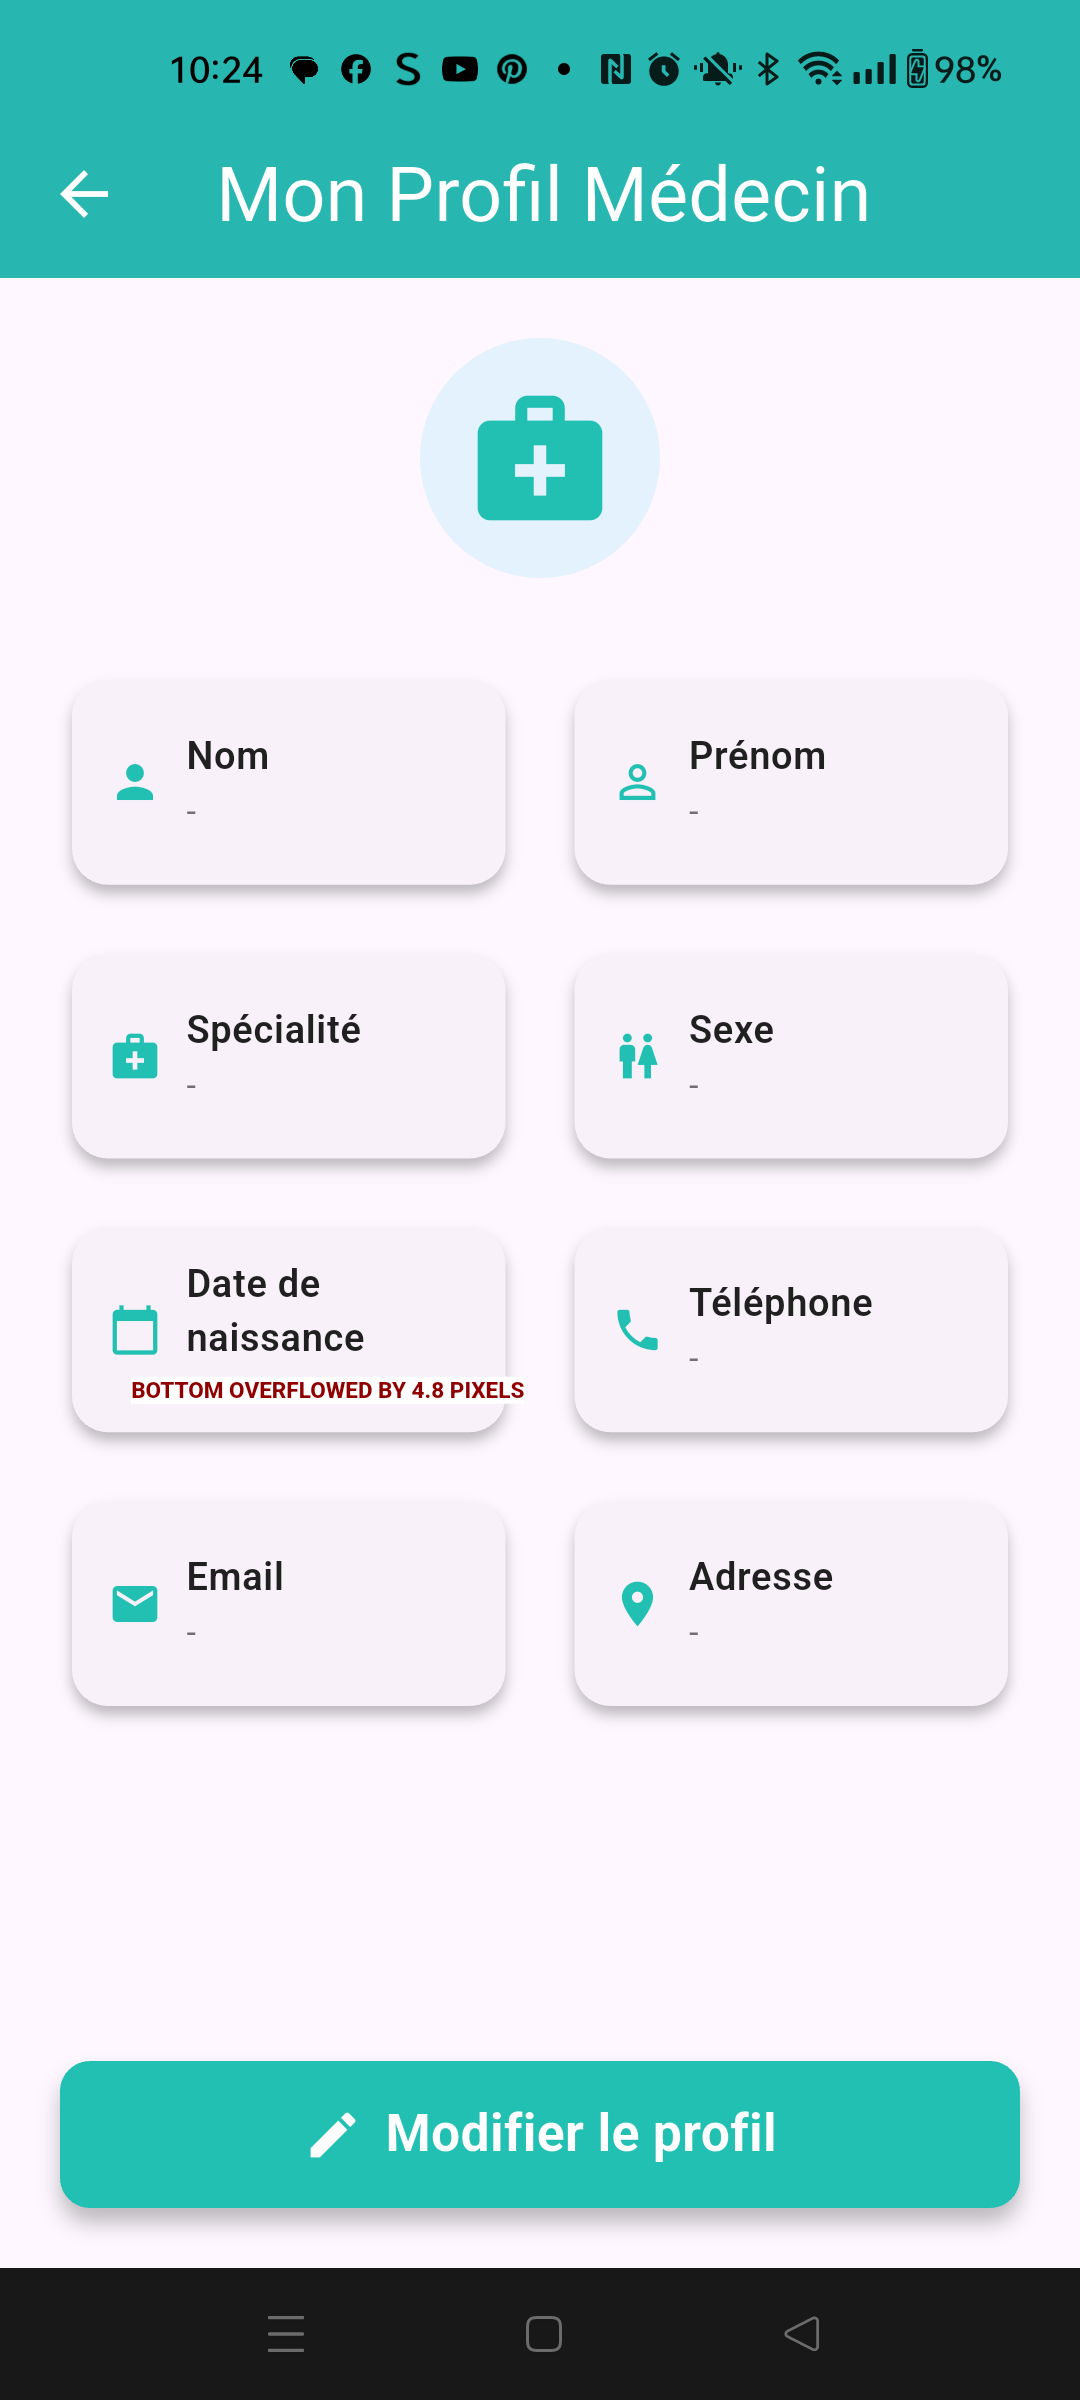 10:24 98%
Mon Profil Médecin
Nom
-
Prénom
-
Spécialité
-
Sexe
-
Date de
naissance
BOTTOM OVERFLOWED BY 4.8 PIXELS
Téléphone
-
Email
-
Adresse
-
Modifier le profil